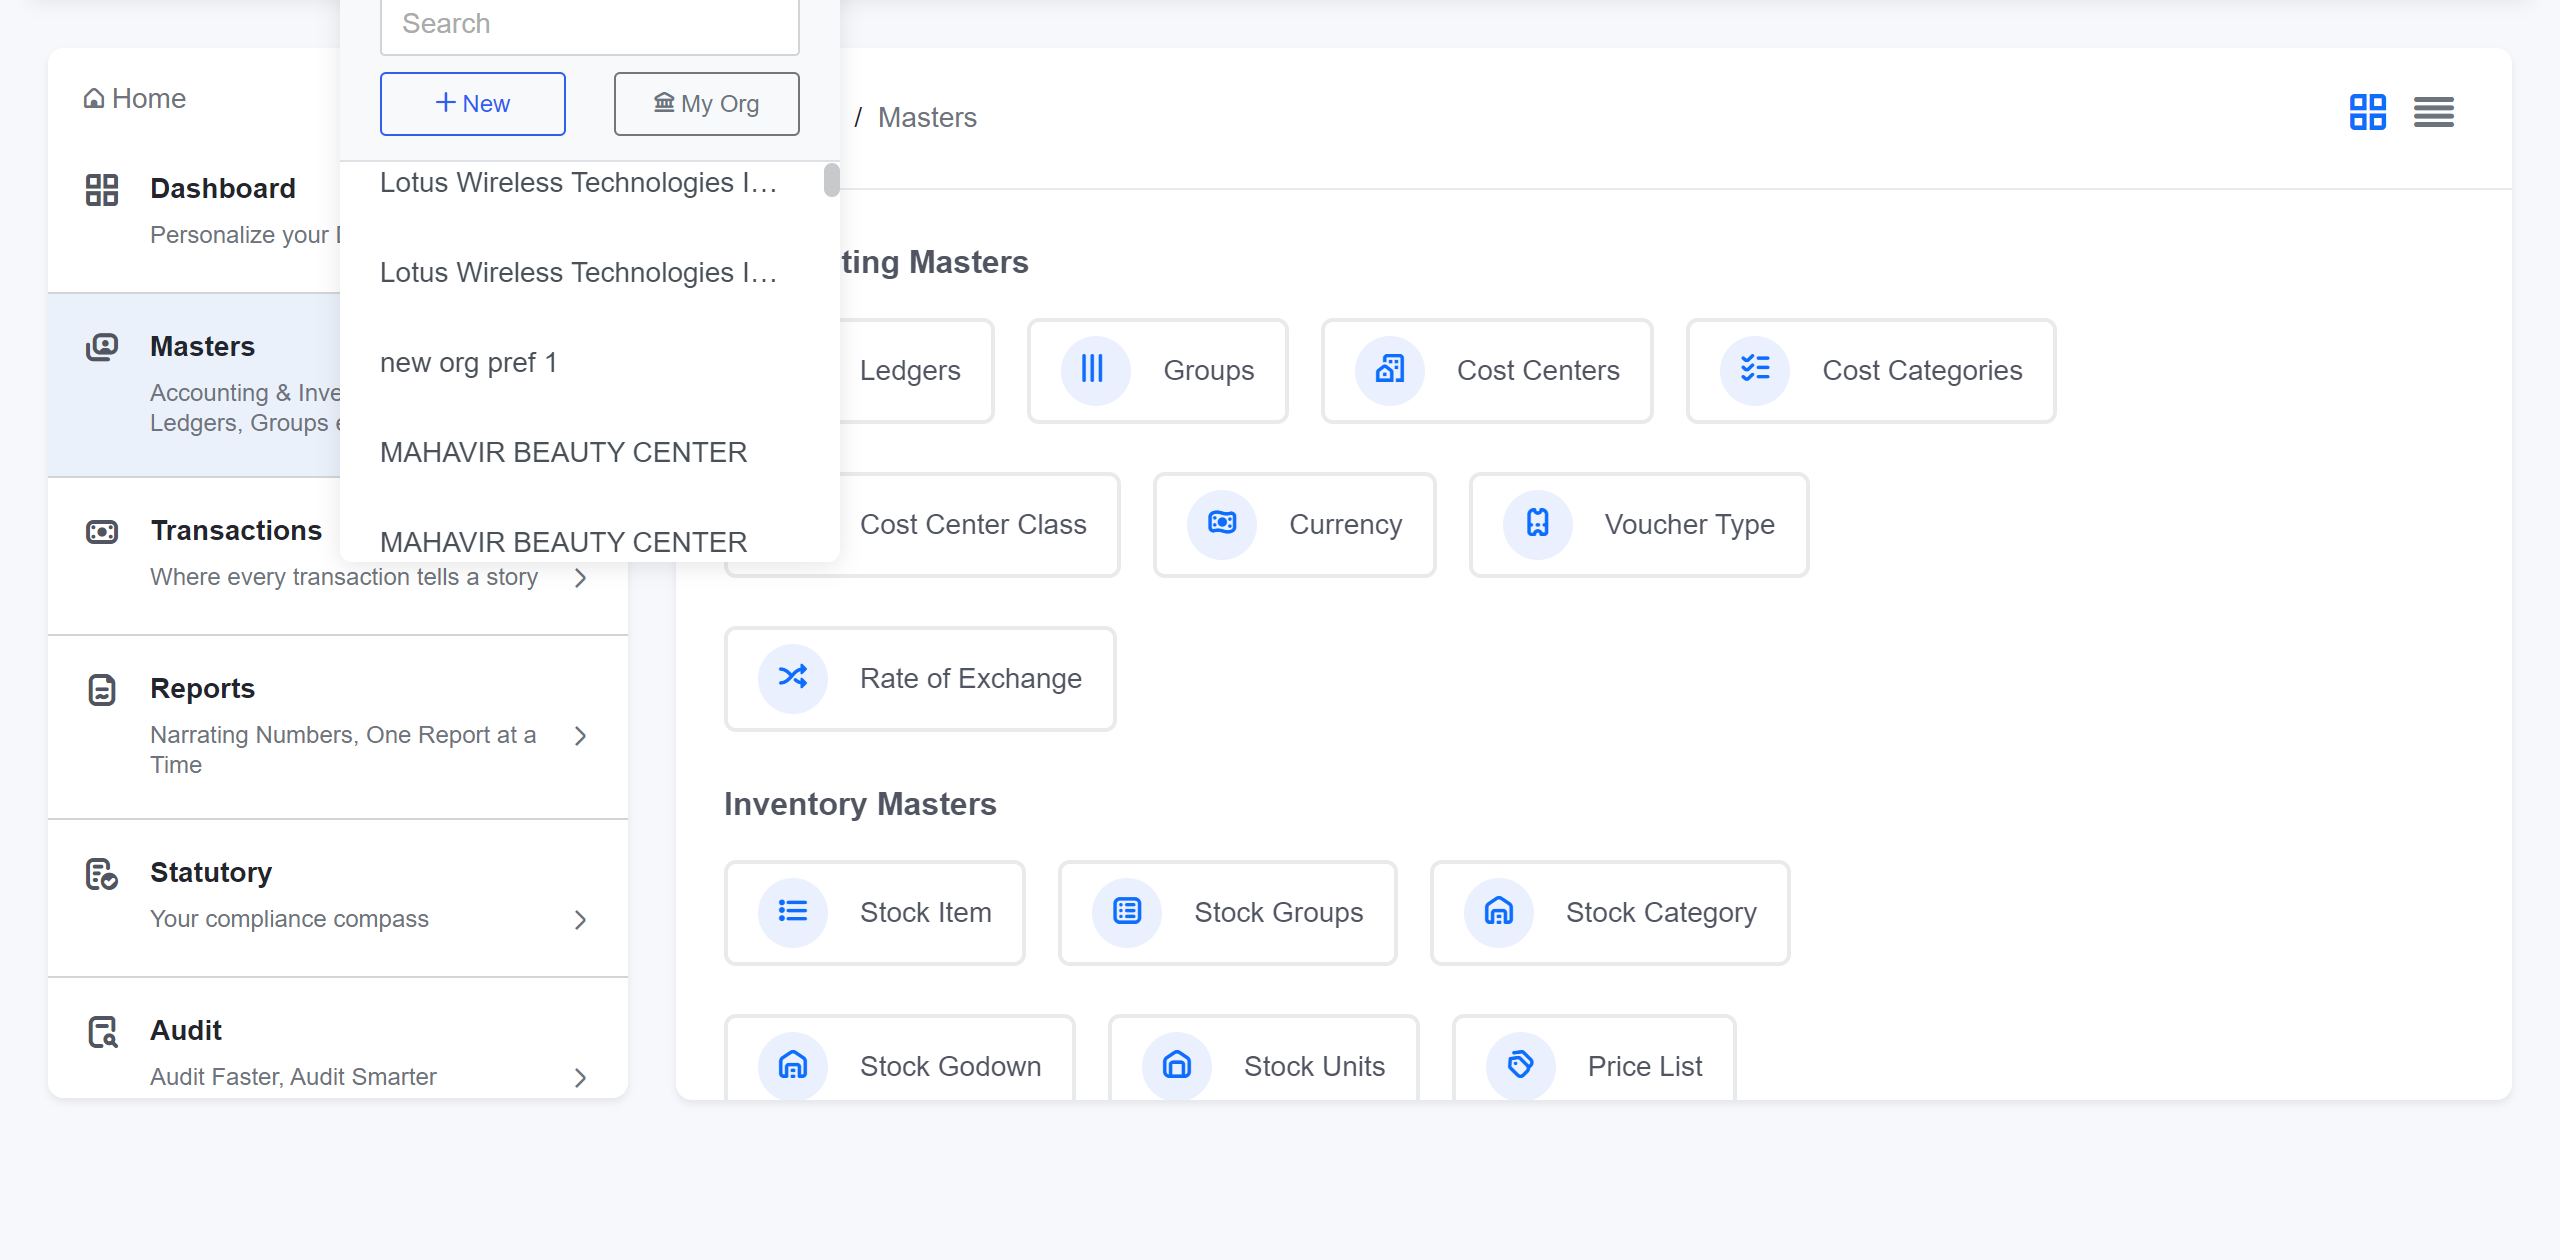 Search
New
My Org
Lotus Wireless Technologies I...
Lotus Wireless Technologies I...
new org pref 1
MAHAVIR BEAUTY CENTER
MAHAVIR BEAUTY CENTER
Home
Dashboard
Personalize your
Masters
Accounting & Inve
Ledgers, Groups
Transactions
Where every transaction tells a story
Reports
Narrating Numbers, One Report at a
Time
Statutory
Your compliance compass
Audit
Audit Faster, Audit Smarter
/ Masters
ting Masters
Ledgers
Groups
Cost Centers
Cost Categories
Cost Center Class
Currency
Voucher Type
Rate of Exchange
Inventory Masters
Stock Item
Stock Groups
Stock Category
Stock Godown
Stock Units
Price List